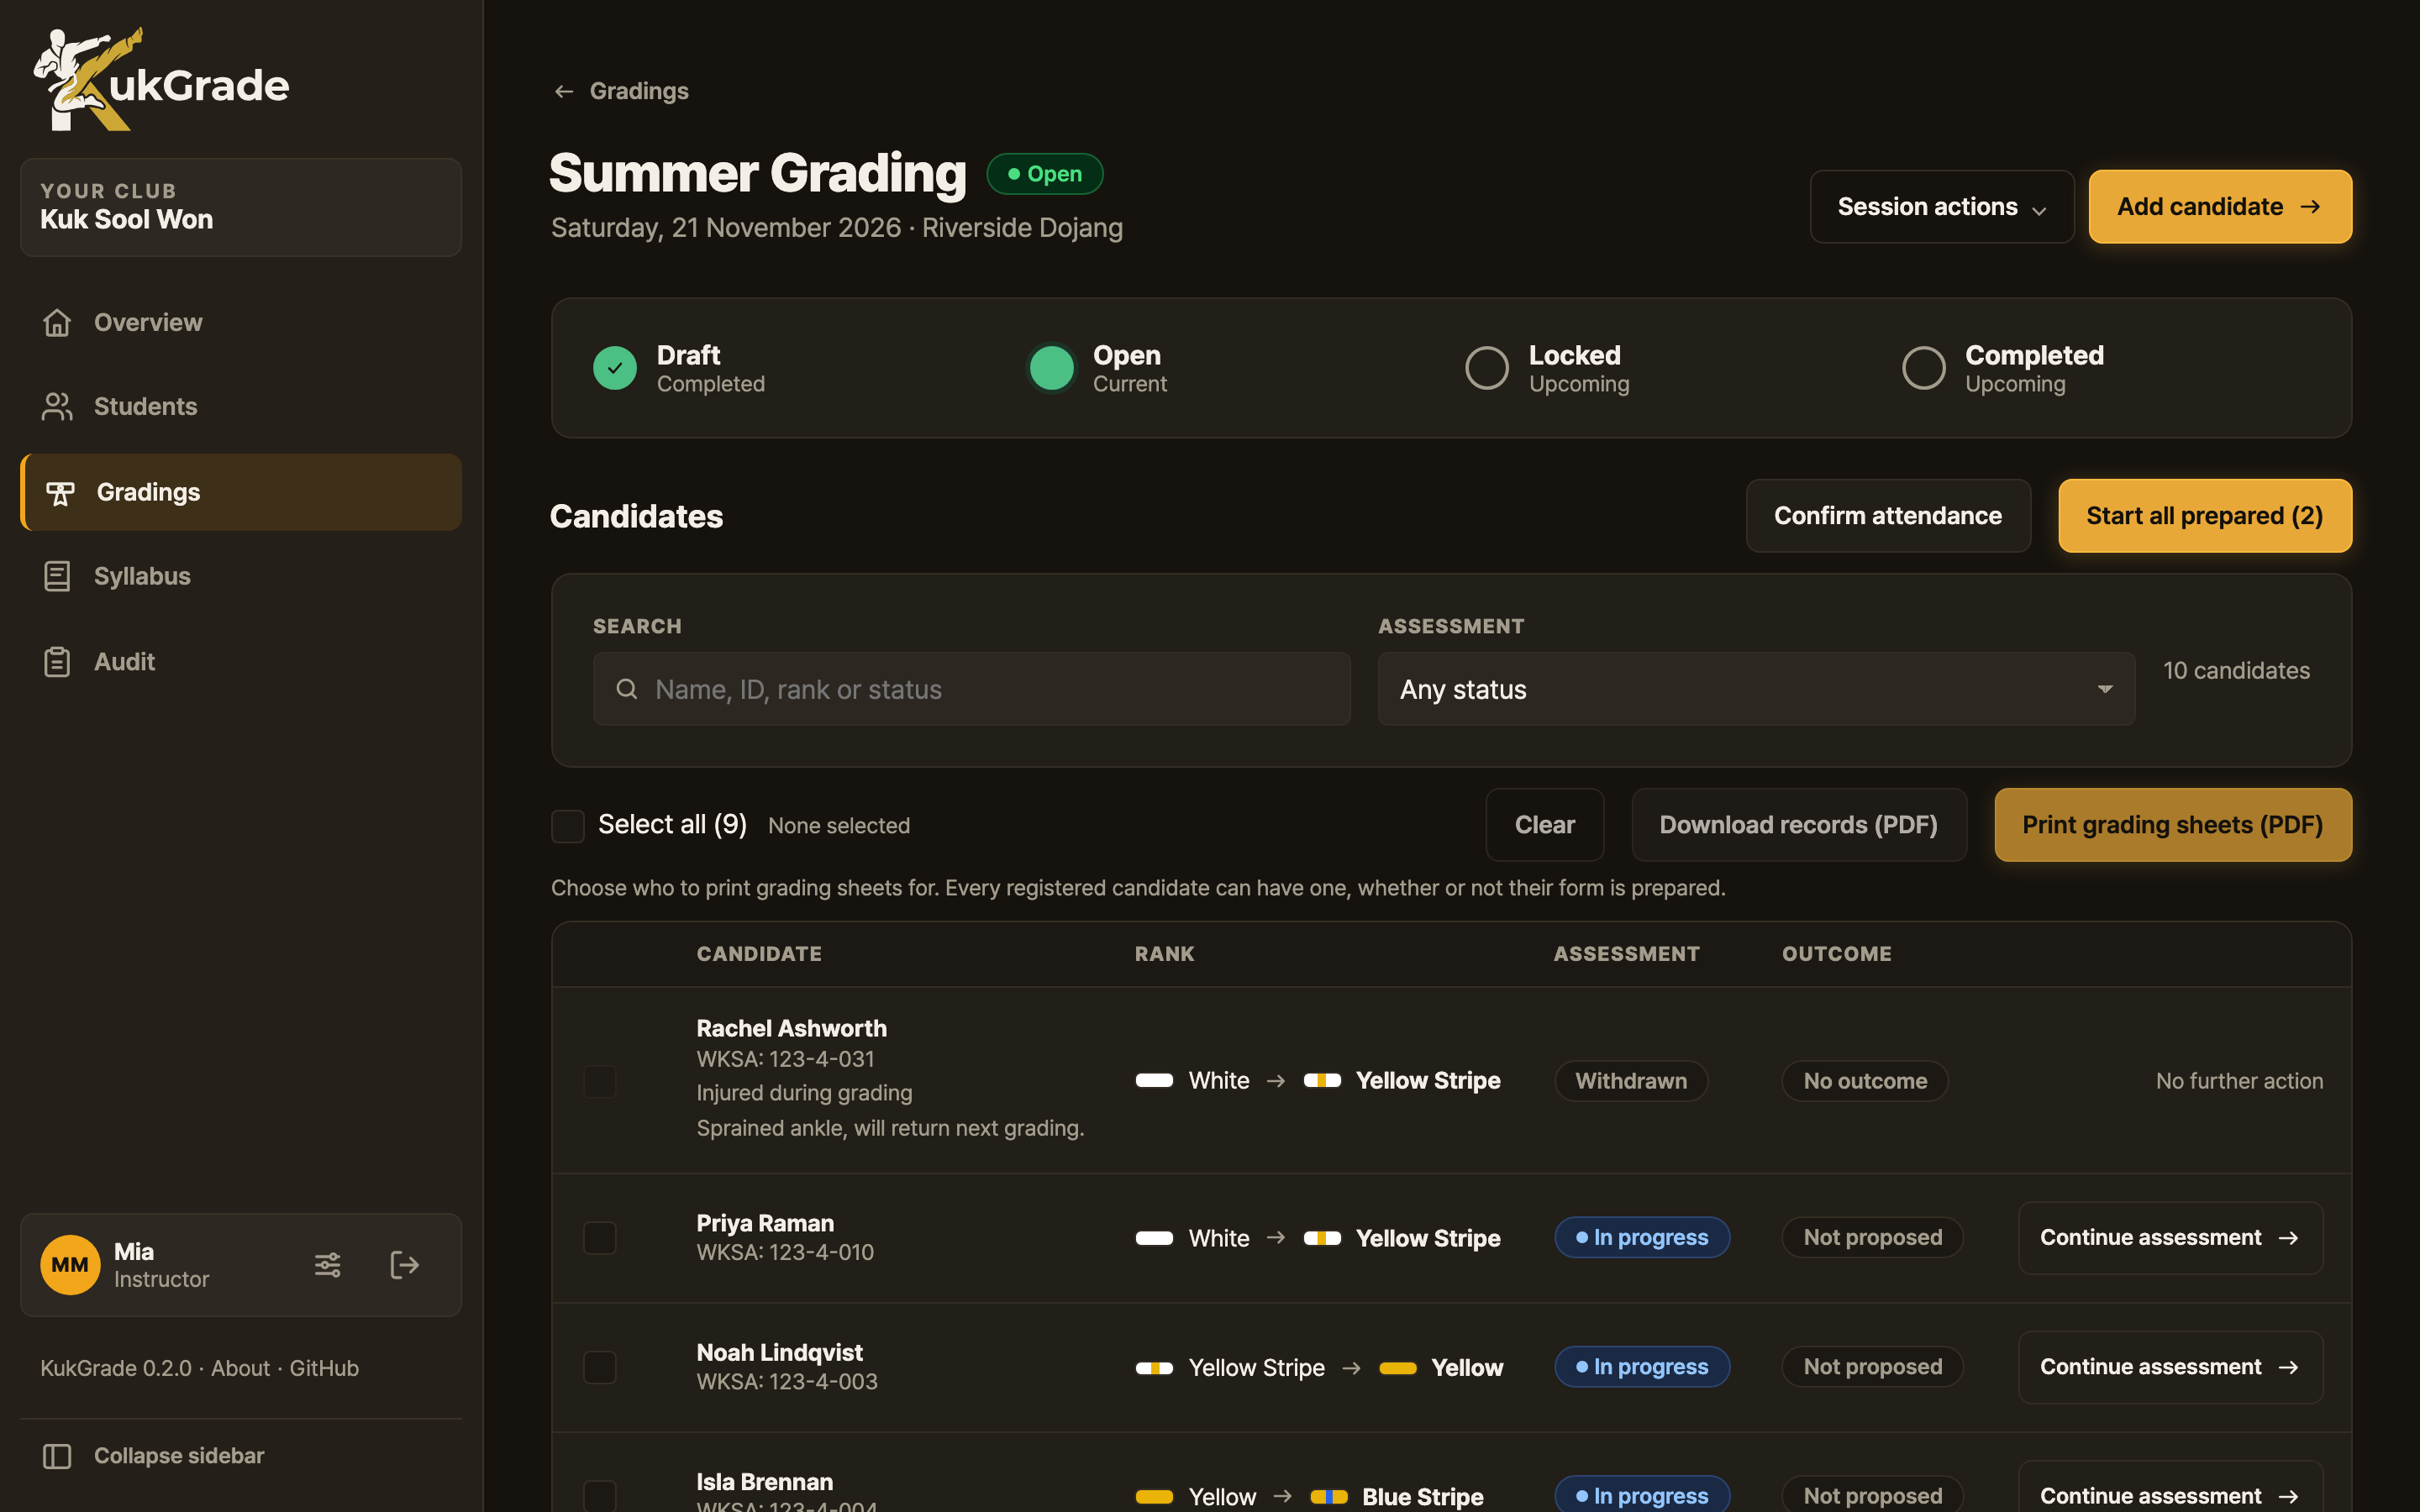 KukGrade
YOUR CLUB
Kuk Sool Won
Overview
Students
Gradings
Syllabus
Audit
MM
Mia
Instructor
KukGrade 0.2.0 · About · GitHub
Collapse sidebar
← Gradings
Summer Grading
Open
Saturday, 21 November 2026 · Riverside Dojang
Session actions
Add candidate →
Draft
Completed
Open
Current
Locked
Upcoming
Completed
Upcoming
Candidates
Confirm attendance
Start all prepared (2)
SEARCH
Name, ID, rank or status
ASSESSMENT
Any status
10 candidates
Select all (9)
None selected
Clear
Download records (PDF)
Print grading sheets (PDF)
Choose who to print grading sheets for. Every registered candidate can have one, whether or not their form is prepared.
CANDIDATE RANK ASSESSMENT OUTCOME
Rachel Ashworth
WKSA: 123-4-031
Injured during grading
Sprained ankle, will return next grading.
White → Yellow Stripe
Withdrawn
No outcome
No further action
Priya Raman
WKSA: 123-4-010
White → Yellow Stripe
In progress
Not proposed
Continue assessment →
Noah Lindqvist
WKSA: 123-4-003
Yellow Stripe → Yellow
In progress
Not proposed
Continue assessment →
Isla Brennan
WKSA: 123-4-004
Yellow → Blue Stripe
In progress
Not proposed
Continue assessment →